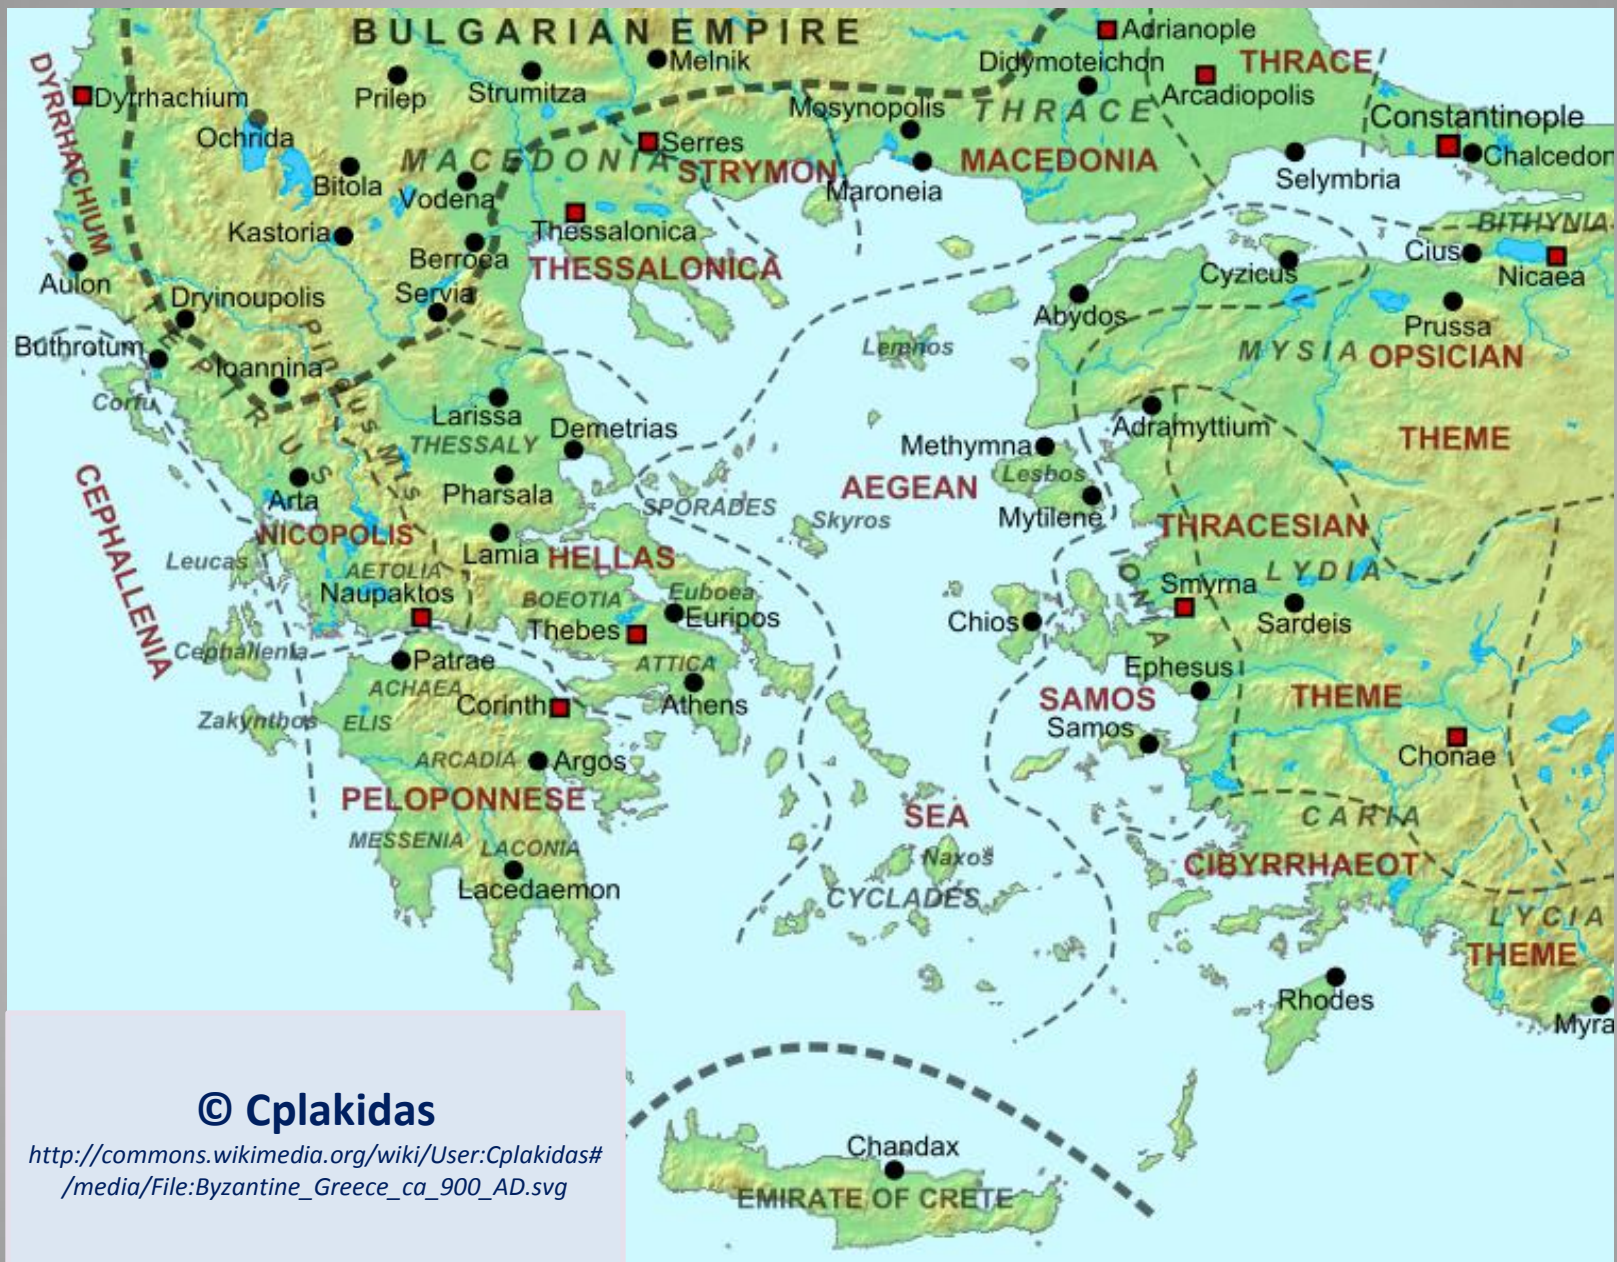 BULGARIAN EMPIRE
Adrianople
Melnik
Didymoteichon
THRACE
DYRRHACHIUM
Dyrrhachium
Prilep
Strumitza
Mosynopolis
THRACE
Arcadiopolis
Constantinople
Ochrida
Serres
MACEDONIA
STRYMON
MACEDONIA
Chalcedon
Bitola
Vodena
Maroneia
Selymbria
Kastoria
Thessalonica
BITHYNIA
Berroea
THESSALONICA
Cyzicus
Cius
Nicaea
Aulon
Dryinoupolis
Servia
Abydos
Prussa
Buthrotum
EPIRUS
Pindus Mts
Ioannina
Lemnos
MYSIA
OPSICIAN
THEME
Corfu
Larissa
THESSALY
Demetrias
Adramyttium
Methymna
Lesbos
AEGEAN
Mytilene
CEPHALLENIA
Arta
Pharsala
SPORADES
Skyros
NICOPOLIS
Lamia
HELLAS
THRACESIAN
Leucas
AETOLIA
IONIA
LYDIA
Naupaktos
BOEOTIA
Euboea
Smyrna
Thebes
Euripos
Chios
Sardeis
Cephallenia
Patrae
ATTICA
Ephesus
ACHAEA
Corinth
Athens
SAMOS
THEME
Zakynthos
ELIS
Samos
ARCADIA
Argos
Chonae
PELOPONNESE
SEA
CARIA
MESSENIA
LACONIA
Naxos
CIBYRRHAEOT
Lacedaemon
CYCLADES
LYCIA
THEME
Rhodes
Myra
Chandax
EMIRATE OF CRETE
© Cplakidas
http://commons.wikimedia.org/wiki/User:Cplakidas#
/media/File:Byzantine_Greece_ca_900_AD.svg